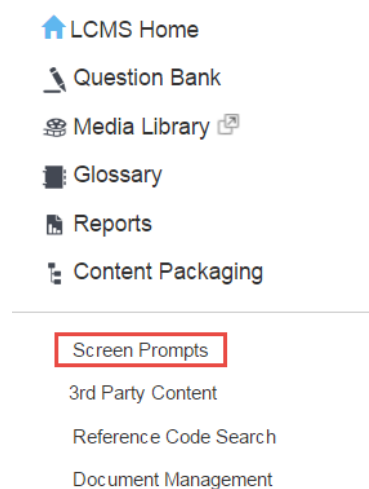 LCMS Home
Question Bank
Media Library
Glossary
Reports
Content Packaging
Screen Prompts
3rd Party Content
Reference Code Search
Document Management